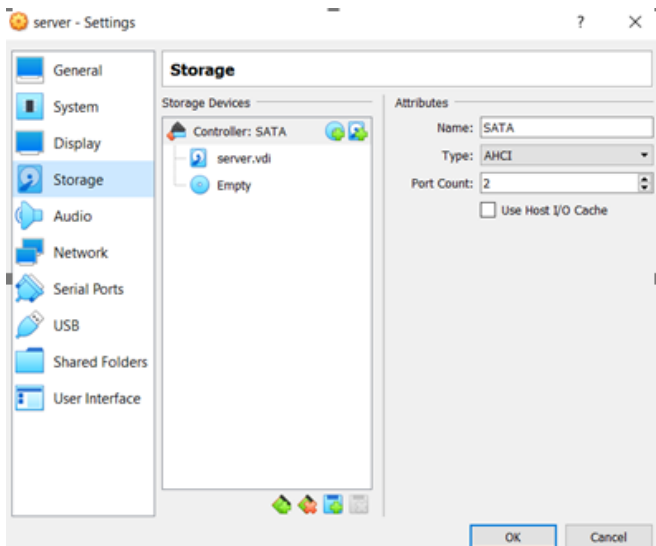 server - Settings
?
General
System
Display
Storage
Audio
Network
Serial Ports
USB
Shared Folders
User Interface
Storage
Storage Devices
Controller: SATA
server.vdi
Empty
Attributes
Name: SATA
Type: AHCI
Port Count: 2
Use Host I/O Cache
OK
Cancel